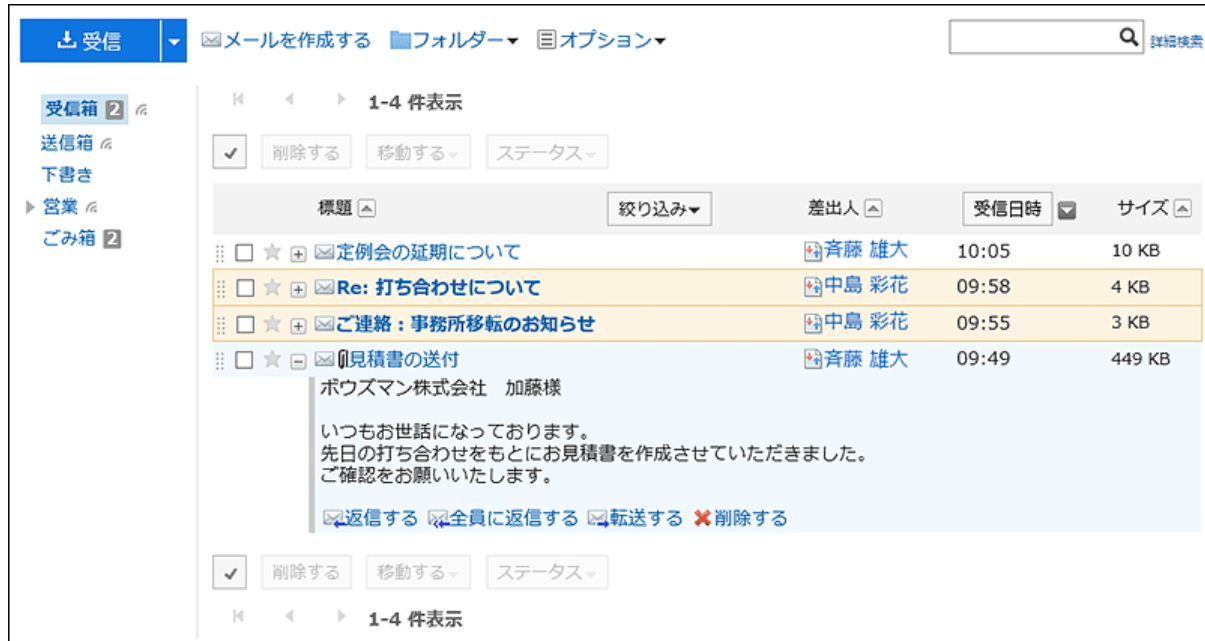 受信 メールを作成する フォルダー オプション 詳細検索
受信箱 2
送信箱
下書き
営業
ごみ箱 2
1-4 件表示
削除する 移動する ステータス
標題 絞り込み 差出人 受信日時 サイズ
定例会の延期について 斉藤 雄大 10:05 10 KB
Re: 打ち合わせについて 中島 彩花 09:58 4 KB
ご連絡：事務所移転のお知らせ 中島 彩花 09:55 3 KB
見積書の送付 斉藤 雄大 09:49 449 KB
ボウズマン株式会社　加藤様
いつもお世話になっております。
先日の打ち合わせをもとにお見積書を作成させていただきました。
ご確認をお願いいたします。
返信する 全員に返信する 転送する 削除する
削除する 移動する ステータス
1-4 件表示